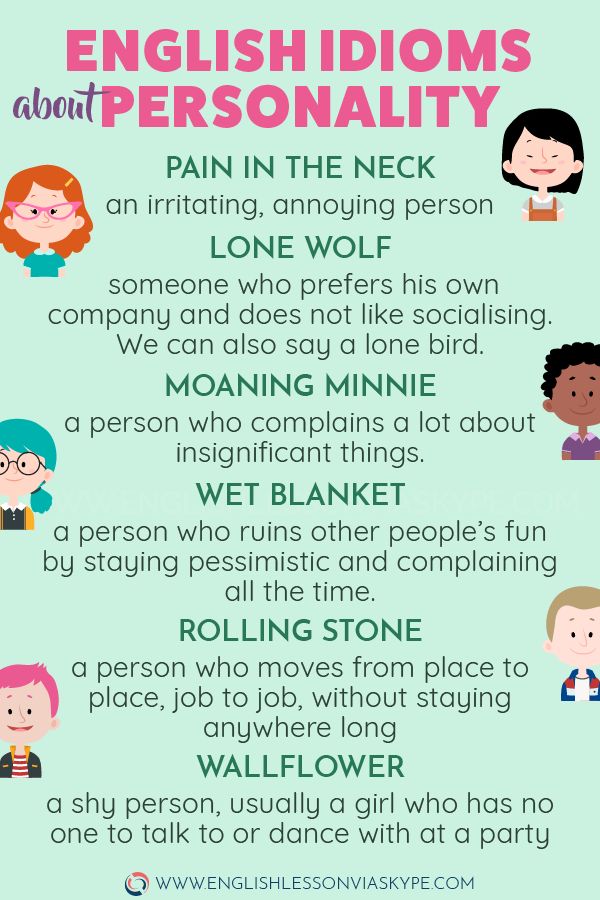 ENGLISH IDIOMS
about PERSONALITY
PAIN IN THE NECK
an irritating, annoying person
LONE WOLF
someone who prefers his own
company and does not like socialising.
We can also say a lone bird.
MOANING MINNIE
a person who complains a lot about
insignificant things.
WET BLANKET
a person who ruins other people's fun
by staying pessimistic and complaining
all the time.
ROLLING STONE
a person who moves from place to
place, job to job, without staying
anywhere long
WALLFLOWER
a shy person, usually a girl who has no
one to talk to or dance with at a party
WWW.ENGLISHLESSONVIASKYPE.COM